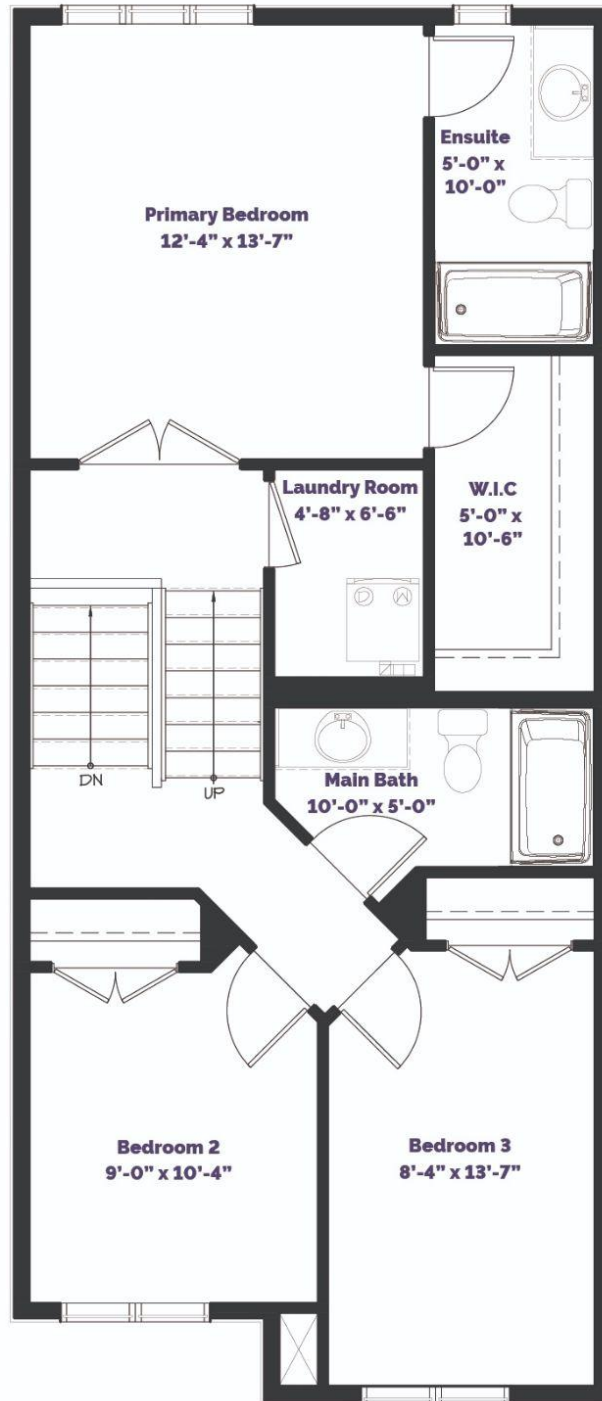 Ensuite
5’-0” x
10’-0”
Primary Bedroom
12’-4” x 13’-7”
Laundry Room
4’-8” x 6’-6”
W.I.C
5’-0” x
10’-6”
D
W
DN
UP
Main Bath
10’-0” x 5’-0”
Bedroom 2
9’-0” x 10’-4”
Bedroom 3
8’-4” x 13’-7”